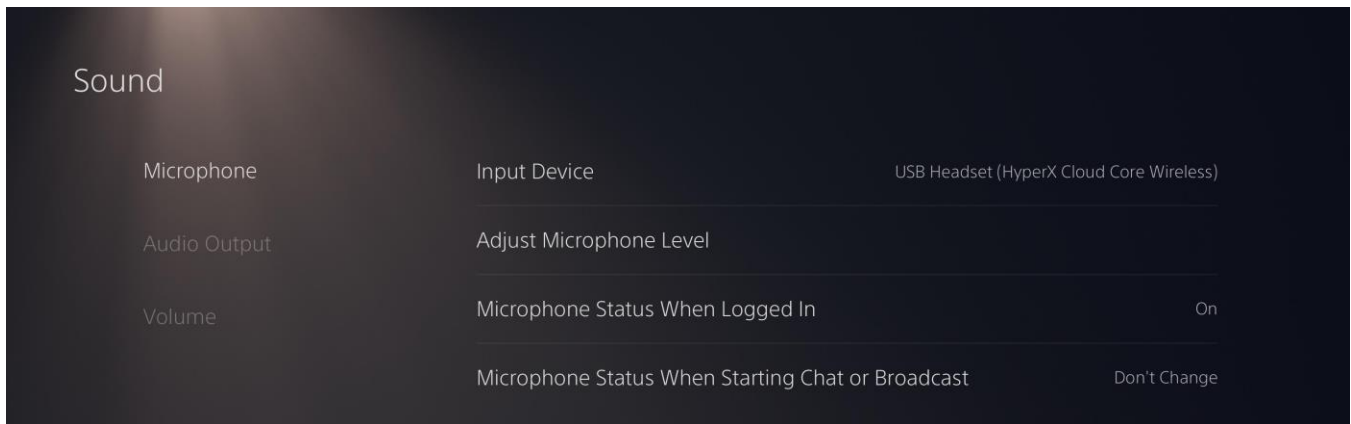 Sound
Microphone
Input Device
USB Headset (HyperX Cloud Core Wireless)
Audio Output
Adjust Microphone Level
Volume
Microphone Status When Logged In
On
Microphone Status When Starting Chat or Broadcast
Don't Change